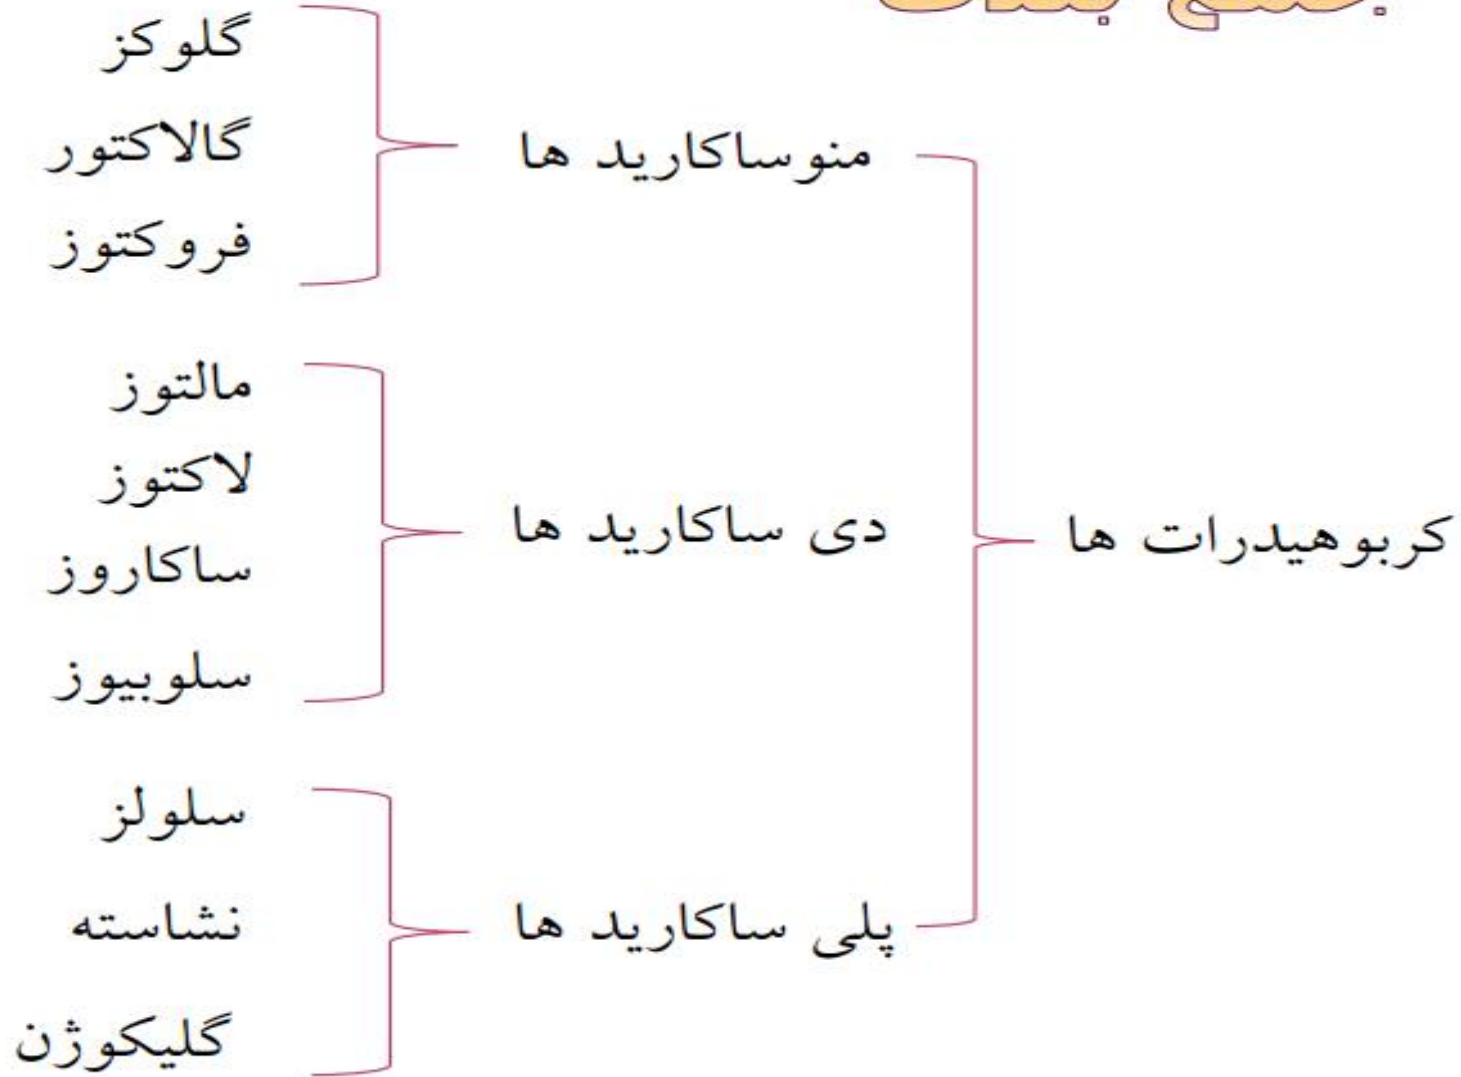 کربوهیدرات ها
منوساکارید ها
گلوکز
گالاکتور
فروکتوز
دی ساکارید ها
مالتوز
لاکتوز
ساکاروز
سلوبیوز
پلی ساکارید ها
سلولز
نشاسته
گلیکوژن